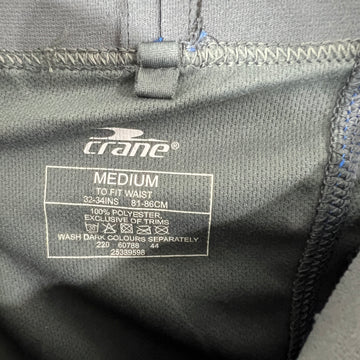 crane®
MEDIUM
TO FIT WAIST
32-34INS 81-86CM
100% POLYESTER,
EXCLUSIVE OF TRIMS
WASH DARK COLOURS SEPARATELY
220 60788 44
25339598